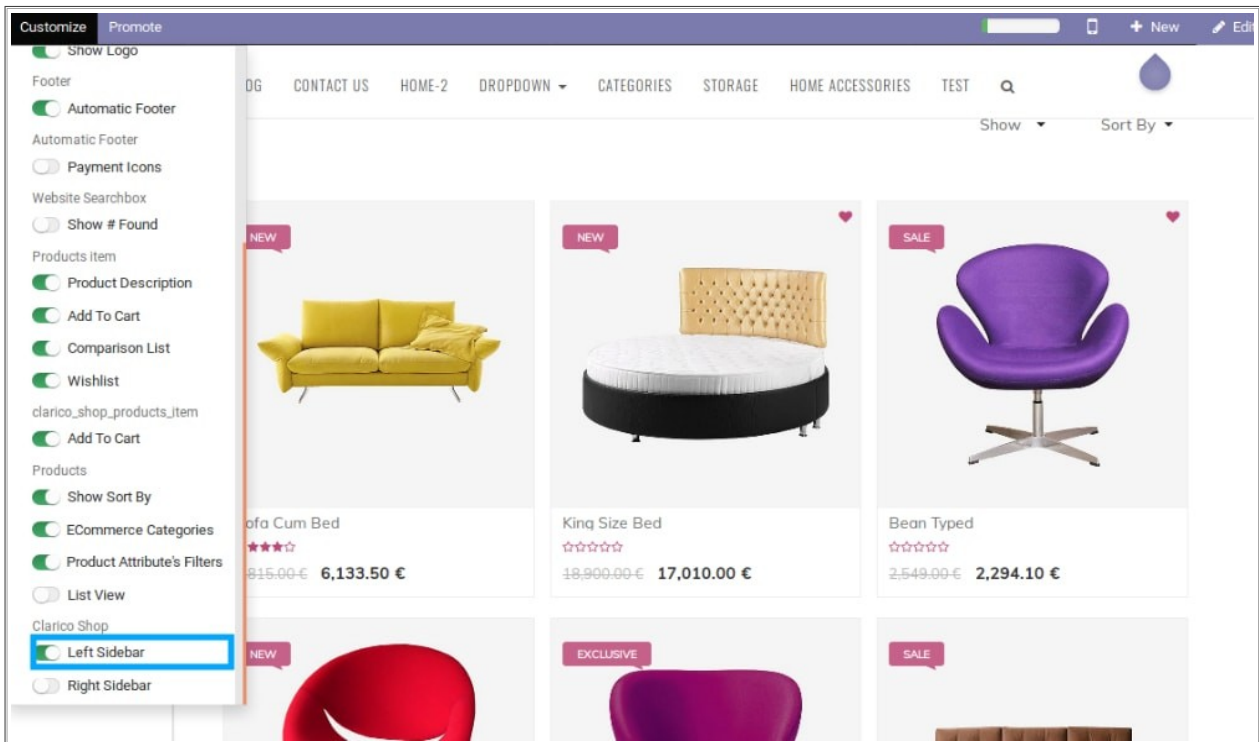 Customize Promote + New Edit
Show Logo
Footer
Automatic Footer
Automatic Footer
Payment Icons
Website Searchbox
Show # Found
Products item
Product Description
Add To Cart
Comparison List
Wishlist
clarico_shop_products_item
Add To Cart
Products
Show Sort By
ECommerce Categories
Product Attribute's Filters
List View
Clarico Shop
Left Sidebar
Right Sidebar
OG CONTACT US HOME-2 DROPDOWN CATEGORIES STORAGE HOME ACCESSORIES TEST
Show Sort By
NEW NEW SALE
ofa Cum Bed King Size Bed Bean Typed
815.00 € 6,133.50 € 18,900.00 € 17,010.00 € 2,549.00 € 2,294.10 €
NEW EXCLUSIVE SALE